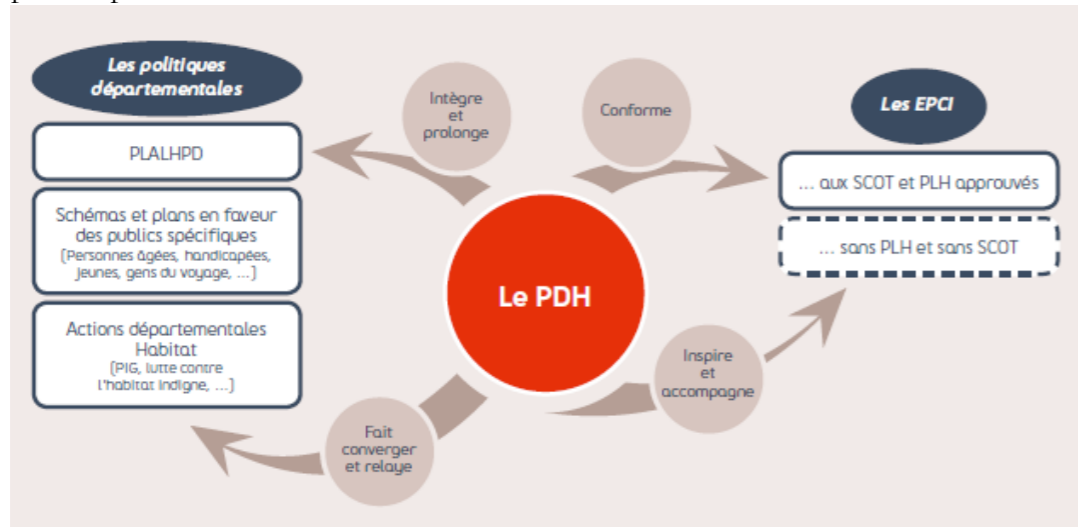 Les politiques
départementales
PLALHPD
Schémas et plans en faveur
des publics spécifiques
(Personnes âgées, handicapées,
jeunes, gens du voyage, ...)
Actions départementales
Habitat
(PIG, lutte contre
l'habitat indigne, ...)
Intègre
et
prolonge
Conforme
Le PDH
Fait
converger
et relaye
Inspire
et
accompagne
Les EPCI
... aux SCOT et PLH approuvés
... sans PLH et sans SCOT